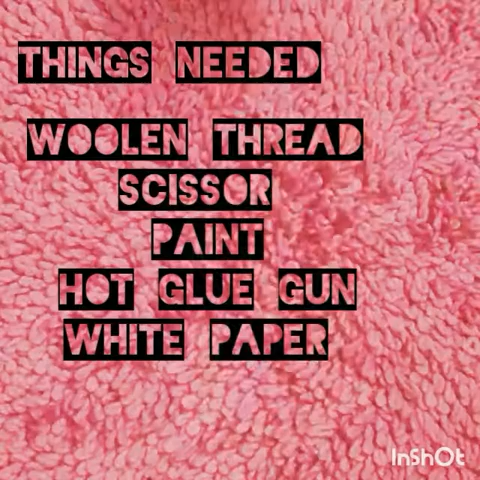 THINGS NEEDED
WOOLEN THREAD
SCISSOR
PAINT
HOT GLUE GUN
WHITE PAPER
InShOt